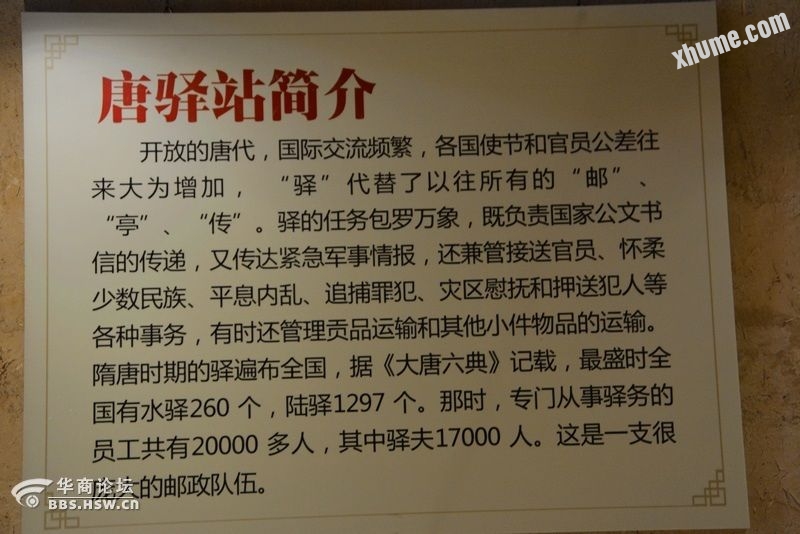 xhume.com
唐驿站简介
开放的唐代，国际交流频繁，各国使节和官员公差往
来大为增加，“驿”代替了以往所有的“邮”、
“亭”、“传”。驿的任务包罗万象，既负责国家公文书
信的传递，又传达紧急军事情报，还兼管接送官员、怀柔
少数民族、平息内乱、追捕罪犯、灾区慰抚和押送犯人等
各种事务，有时还管理贡品运输和其他小件物品的运输。
隋唐时期的驿遍布全国，据《大唐六典》记载，最盛时全
国有水驿260 个，陆驿1297 个。那时，专门从事驿务的
员工共有20000 多人，其中驿夫17000 人。这是一支很
的邮政队伍。
华商论坛
BBS.HSW.CN